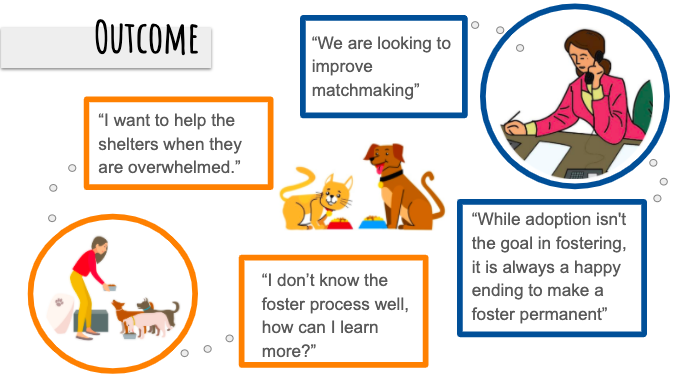 Outcome
“We are looking to
improve
matchmaking”
“I want to help the
shelters when they
are overwhelmed.”
“While adoption isn't
the goal in fostering,
it is always a happy
ending to make a
foster permanent”
“I don’t know the
foster process well,
how can I learn
more?”